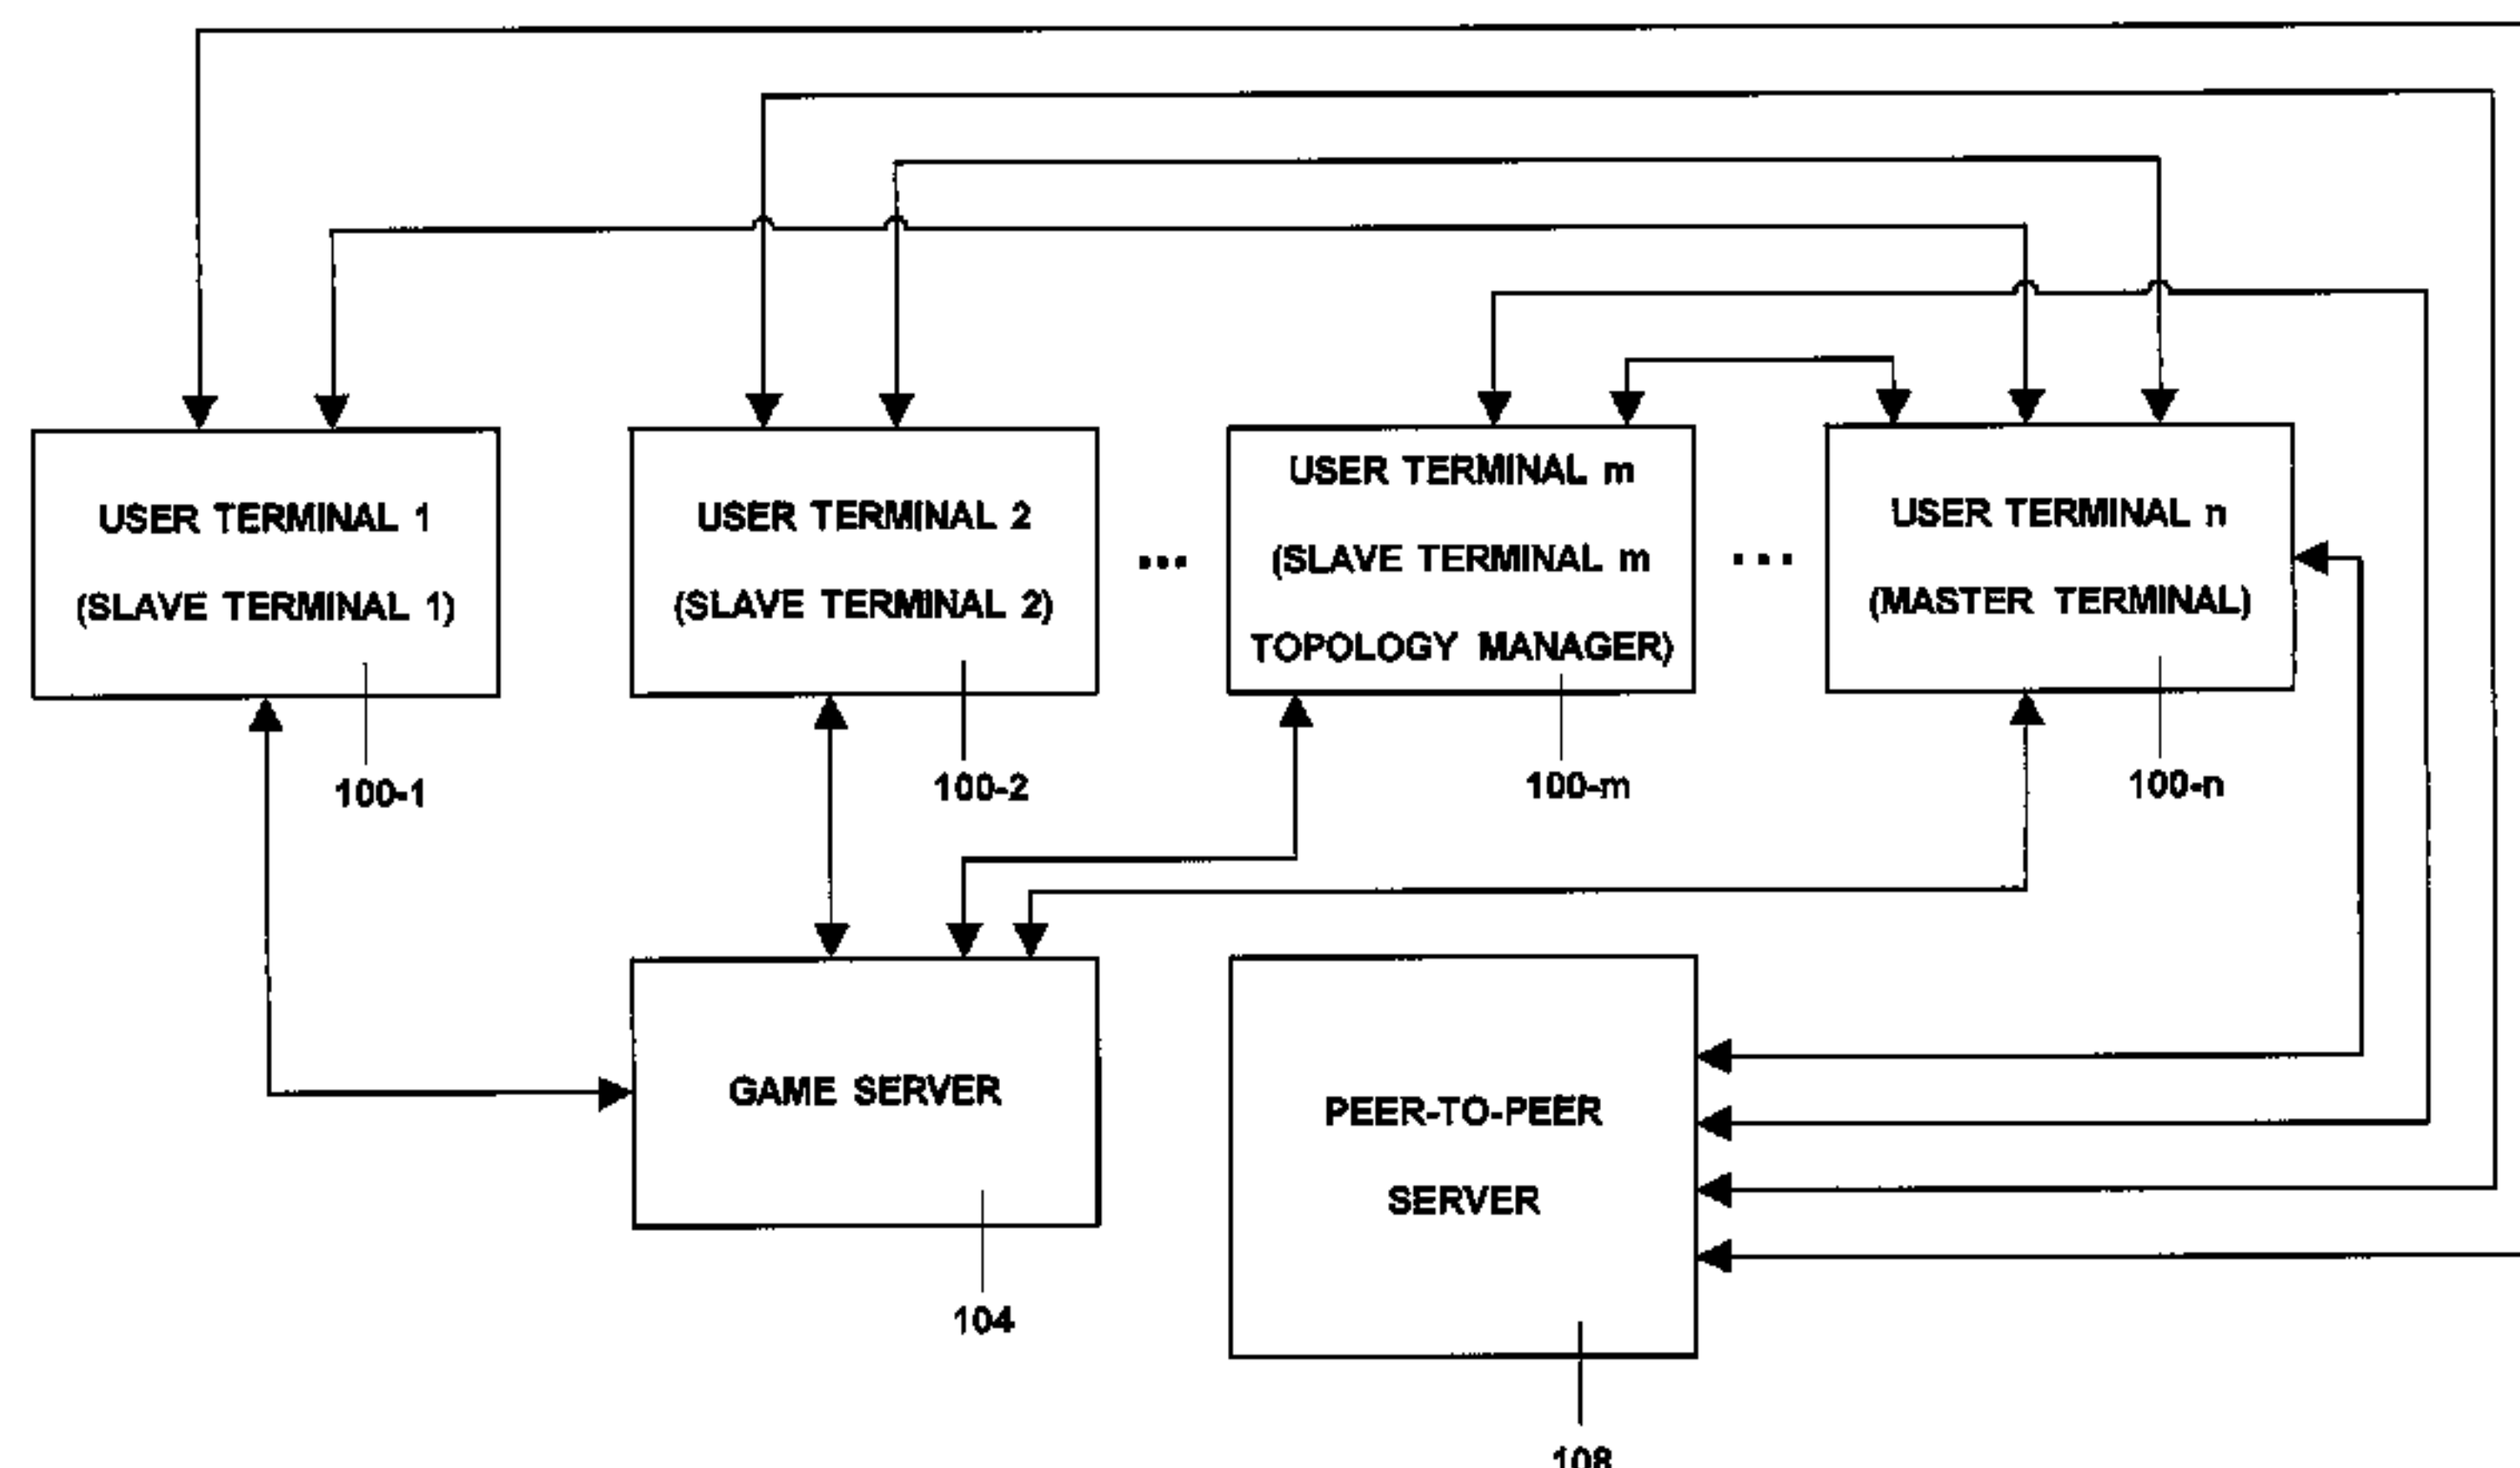 USER TERMINAL 1
(SLAVE TERMINAL 1)
100-1
USER TERMINAL 2
(SLAVE TERMINAL 2)
100-2
...
USER TERMINAL m
(SLAVE TERMINAL m
TOPOLOGY MANAGER)
100-m
...
USER TERMINAL n
(MASTER TERMINAL)
100-n
GAME SERVER
104
PEER-TO-PEER
SERVER
108